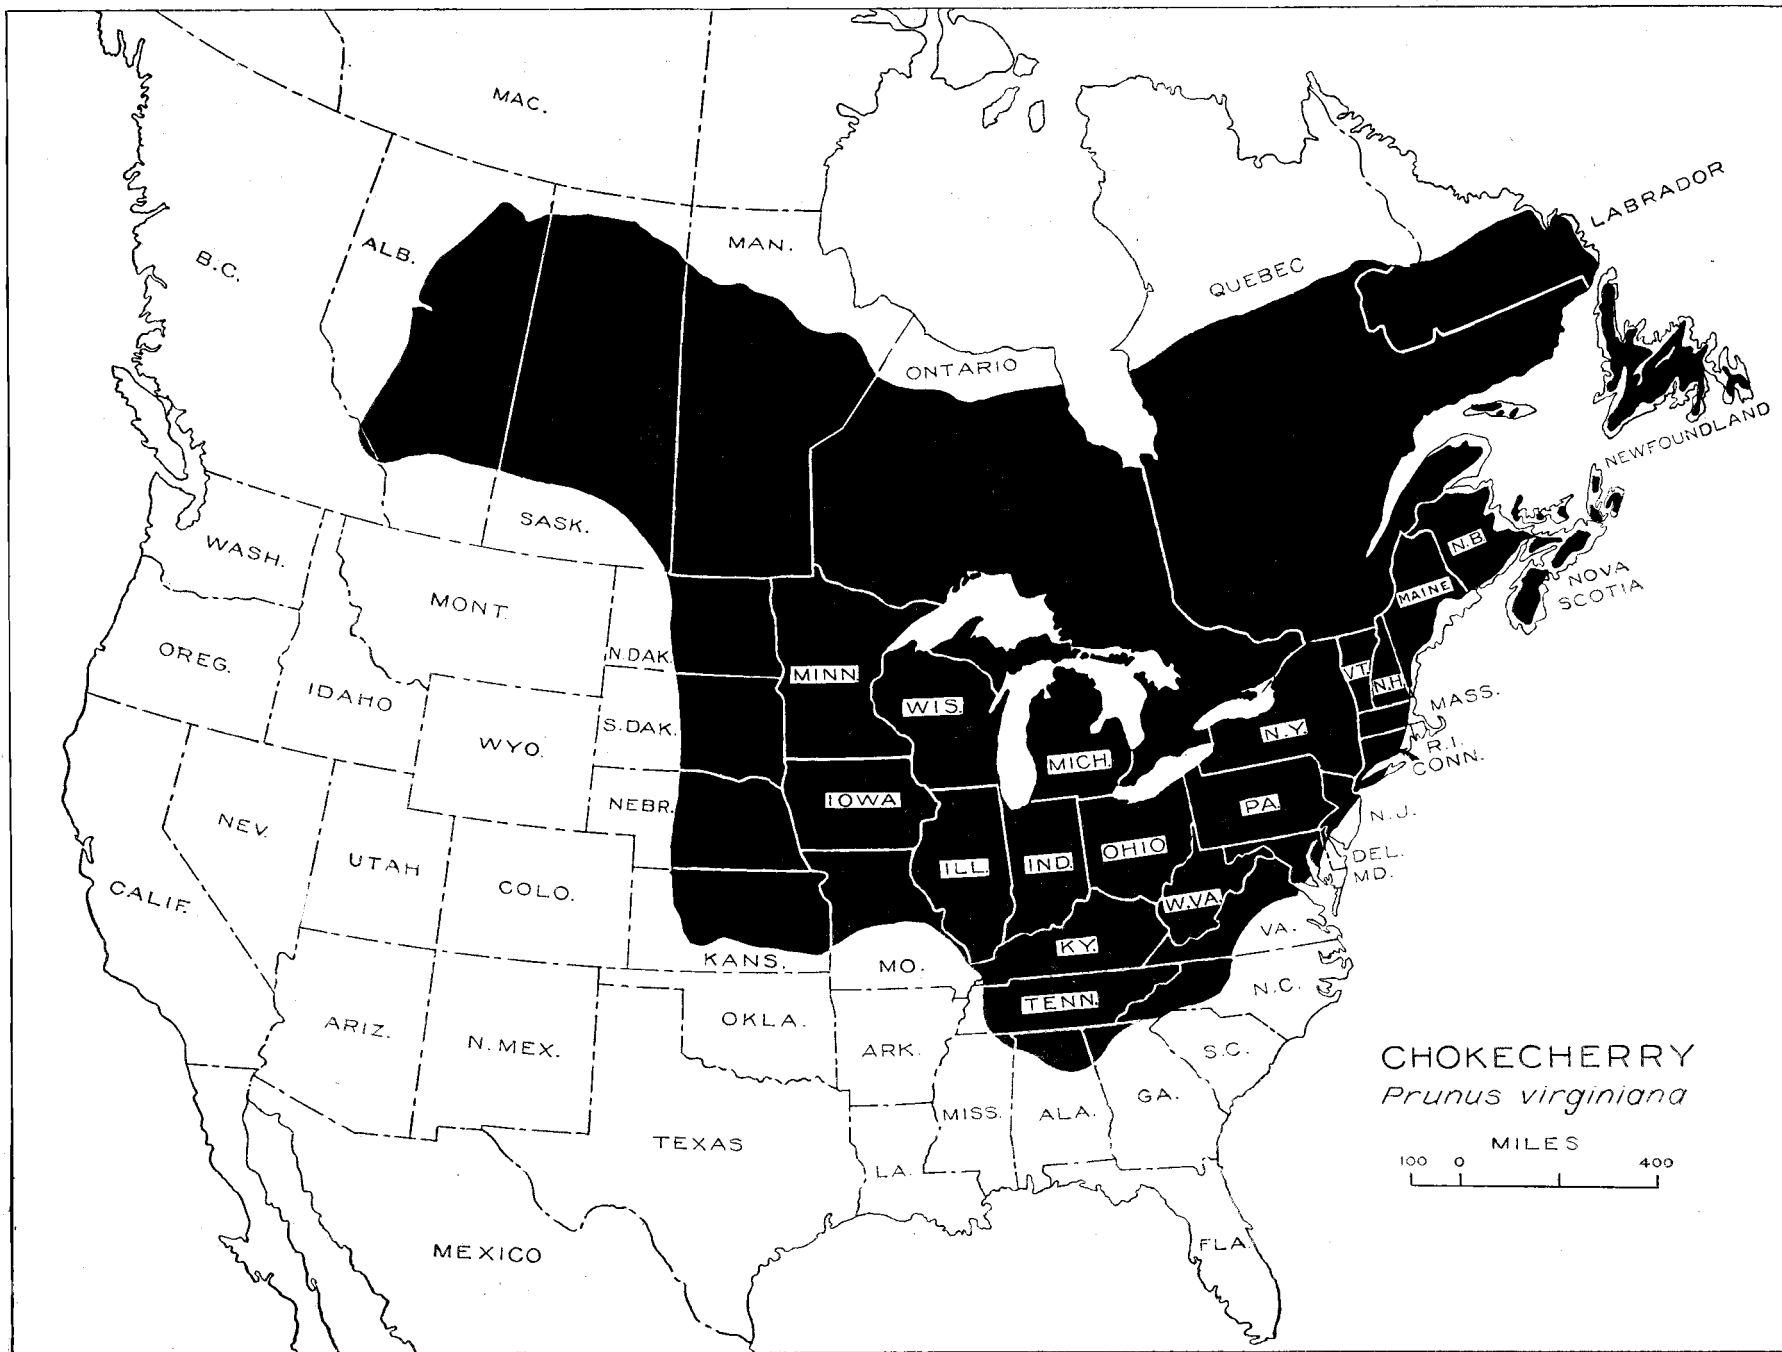 MAC.
LABRADOR
ALB.
MAN.
B.C.
QUEBEC
ONTARIO
NEWFOUNDLAND
SASK.
WASH.
N.B
NOVA
SCOTIA
MONT.
MAINE
OREG.
N.DAK.
MINN.
VT.
N.H.
IDAHO
WIS.
MASS.
S.DAK.
WYO.
N.Y.
R.I.
CONN.
MICH.
NEBR.
IOWA
PA.
N.J.
NEV.
UTAH
OHIO
DEL.
MD.
COLO.
ILL.
IND.
CALIF.
W.VA.
VA.
KY.
KANS.
MO.
N.C.
TENN.
OKLA.
ARIZ.
N.MEX.
ARK.
S.C.
CHOKECHERRY
Prunus virginiana
GA.
MISS.
ALA.
TEXAS
LA.
MILES
100 0 400
MEXICO
FLA.